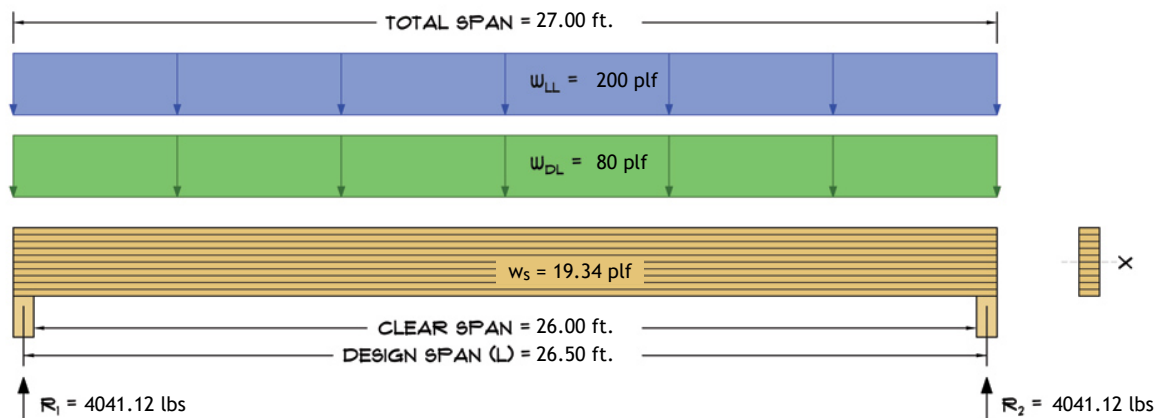 TOTAL SPAN = 27.00 ft.
wLL = 200 plf
wDL = 80 plf
ws = 19.34 plf
X
CLEAR SPAN = 26.00 ft.
DESIGN SPAN (L) = 26.50 ft.
R1 = 4041.12 lbs
R2 = 4041.12 lbs